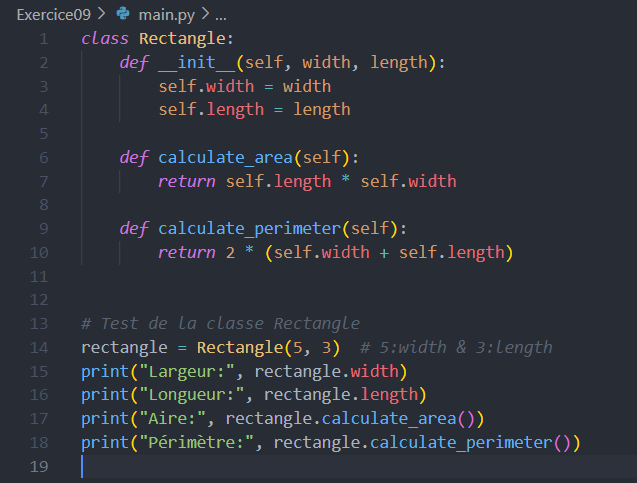 Exercice09 > main.py > ...
1 class Rectangle:
2     def __init__(self, width, length):
3         self.width = width
4         self.length = length
5
6     def calculate_area(self):
7         return self.length * self.width
8
9     def calculate_perimeter(self):
10         return 2 * (self.width + self.length)
11
12
13 # Test de la classe Rectangle
14 rectangle = Rectangle(5, 3)  # 5:width & 3:length
15 print("Largeur:", rectangle.width)
16 print("Longueur:", rectangle.length)
17 print("Aire:", rectangle.calculate_area())
18 print("Périmètre:", rectangle.calculate_perimeter())
19